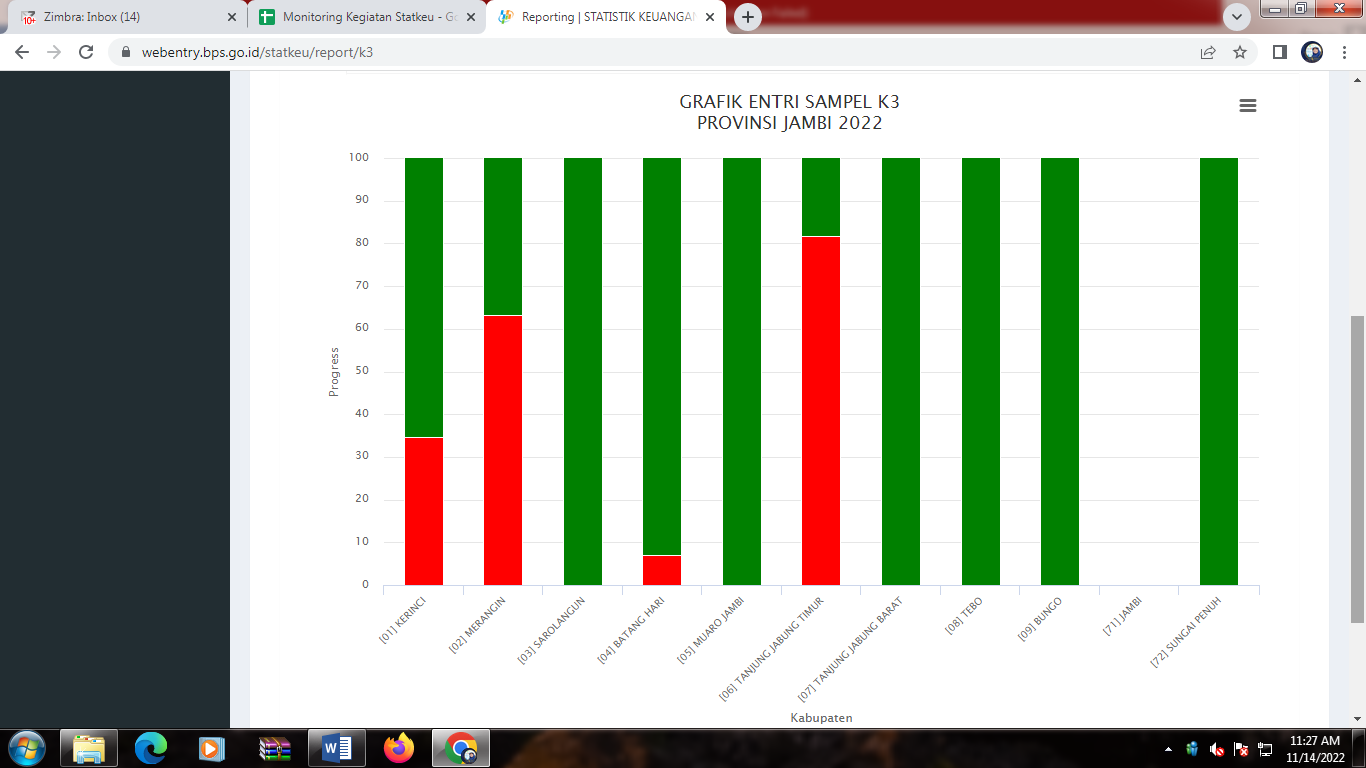 Zimbra: Inbox (14)
Monitoring Kegiatan Statkeu - Go
Reporting | STATISTIK KEUANGAN
webentry.bps.go.id/statkeu/report/k3
GRAFIK ENTRI SAMPEL K3
PROVINSI JAMBI 2022
100
90
80
70
60
50
40
30
20
10
0
Progress
[01] KERINCI
[02] MERANGIN
[03] SAROLANGUN
[04] BATANG HARI
[05] MUARO JAMBI
[06] TANJUNG JABUNG TIMUR
[07] TANJUNG JABUNG BARAT
[08] TEBO
[09] BUNGO
[71] JAMBI
[72] SUNGAI PENUH
Kabupaten
11:27 AM
11/14/2022